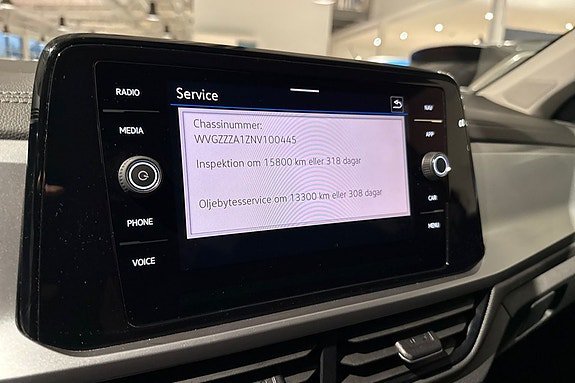 Service
RADIO
MEDIA
PHONE
VOICE
Chassinummer:
WVGZZZA1ZNV100445
Inspektion om 15800 km eller 318 dagar
Oljebytesservice om 13300 km eller 308 dagar
NAV
APP
CAR
MENU